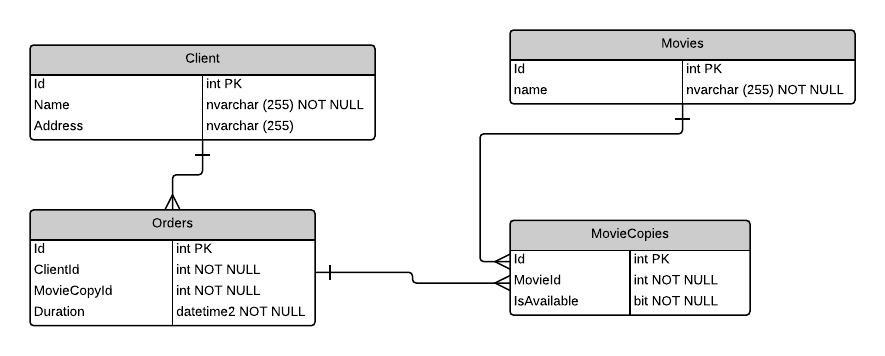 Client
Id int PK
Name nvarchar (255) NOT NULL
Address nvarchar (255)
Movies
Id int PK
name nvarchar (255) NOT NULL
Orders
Id int PK
ClientId int NOT NULL
MovieCopyId int NOT NULL
Duration datetime2 NOT NULL
MovieCopies
Id int PK
MovieId int NOT NULL
IsAvailable bit NOT NULL